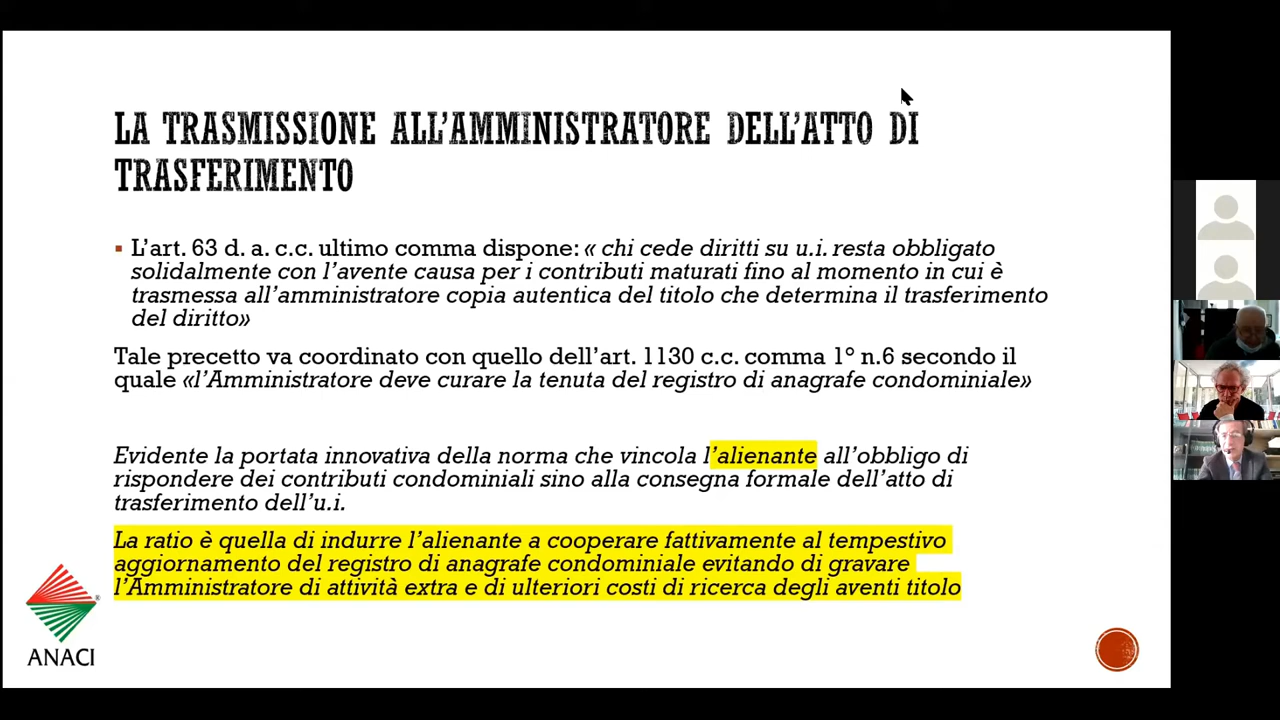 LA TRASMISSIONE ALL'AMMINISTRATORE DELL'ATTO DI
TRASFERIMENTO
▪ L'art. 63 d. a. c.c. ultimo comma dispone: « chi cede diritti su u.i. resta obbligato
solidalmente con l'avente causa per i contributi maturati fino al momento in cui è
trasmessa all'amministratore copia autentica del titolo che determina il trasferimento
del diritto»
Tale precetto va coordinato con quello dell'art. 1130 c.c. comma 1° n.6 secondo il
quale «l'Amministratore deve curare la tenuta del registro di anagrafe condominiale»
Evidente la portata innovativa della norma che vincola l'alienante all'obbligo di
rispondere dei contributi condominiali sino alla consegna formale dell'atto di
trasferimento dell'u.i.
La ratio è quella di indurre l'alienante a cooperare fattivamente al tempestivo
aggiornamento del registro di anagrafe condominiale evitando di gravare
l'Amministratore di attività extra e di ulteriori costi di ricerca degli aventi titolo
®
ANACI